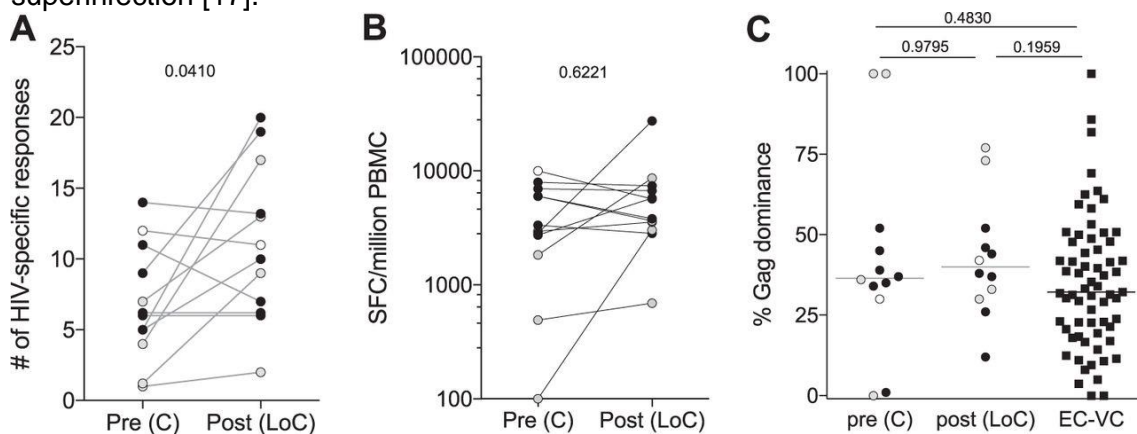 superinfection [17].
A
B
C
25
20
15
10
5
0
# of HIV-specific responses
0.0410
Pre (C)
Post (LoC)
100000
10000
1000
100
SFC/million PBMC
0.6221
Pre (C)
Post (LoC)
0.4830
0.9795
0.1959
100
75
50
25
0
% Gag dominance
pre (C)
post (LoC)
EC-VC